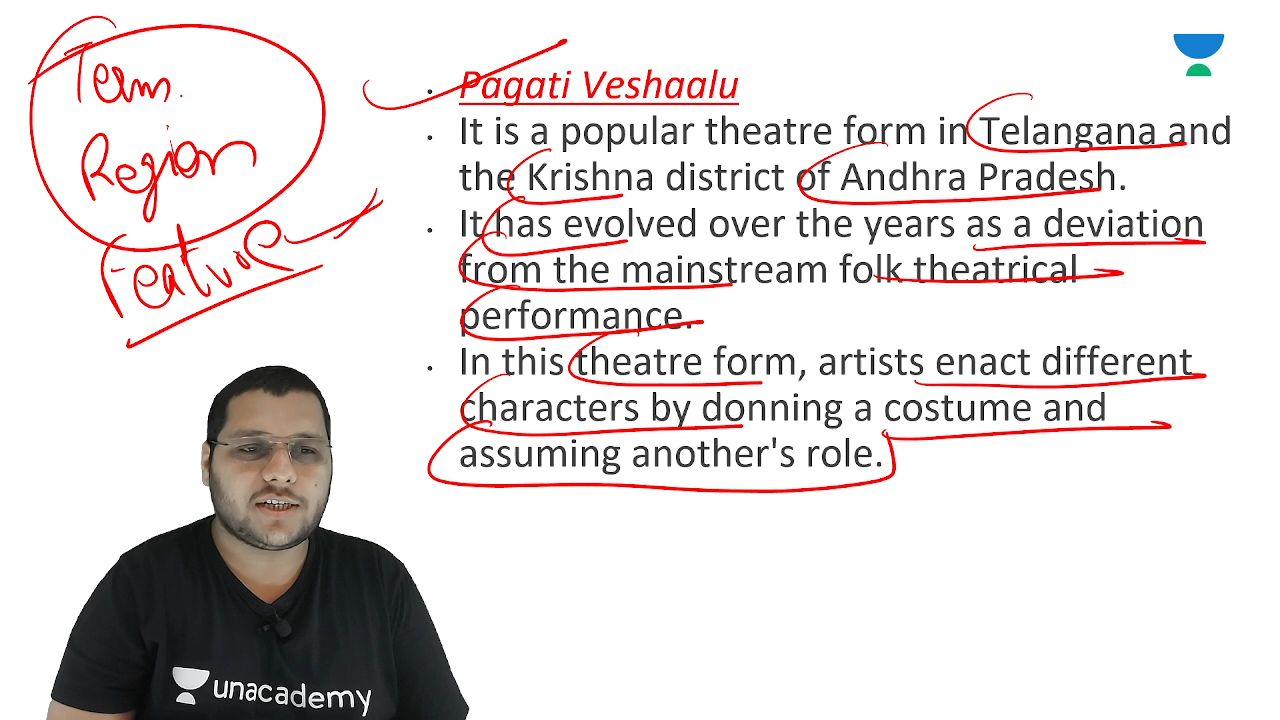 Term.
Region
Feature
• Pagati Veshaalu
• It is a popular theatre form in Telangana and
the Krishna district of Andhra Pradesh.
• It has evolved over the years as a deviation
from the mainstream folk theatrical
performance.
• In this theatre form, artists enact different
characters by donning a costume and
assuming another's role.
unacademy